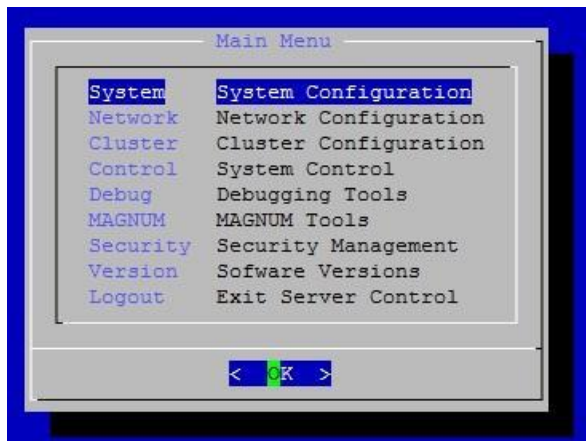 Main Menu
System System Configuration
Network Network Configuration
Cluster Cluster Configuration
Control System Control
Debug Debugging Tools
MAGNUM MAGNUM Tools
Security Security Management
Version Sofware Versions
Logout Exit Server Control
< OK >